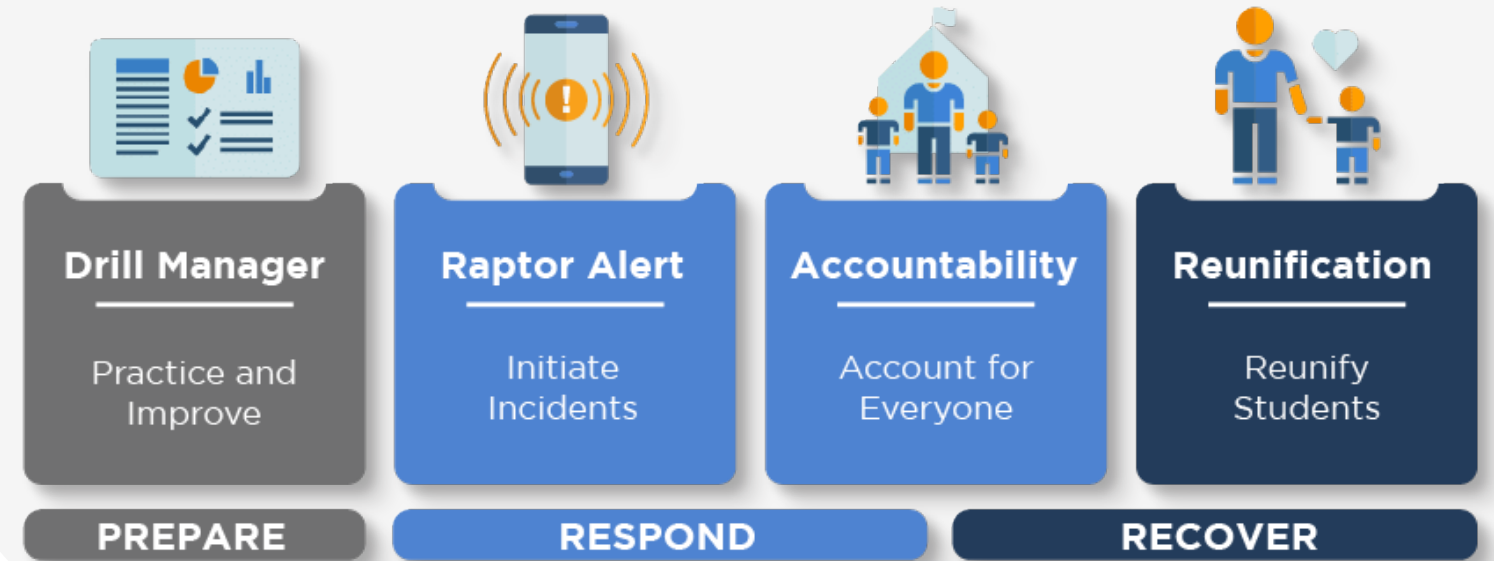 Drill Manager
Practice and
Improve
Raptor Alert
Initiate
Incidents
Accountability
Account for
Everyone
Reunification
Reunify
Students
PREPARE
RESPOND
RECOVER